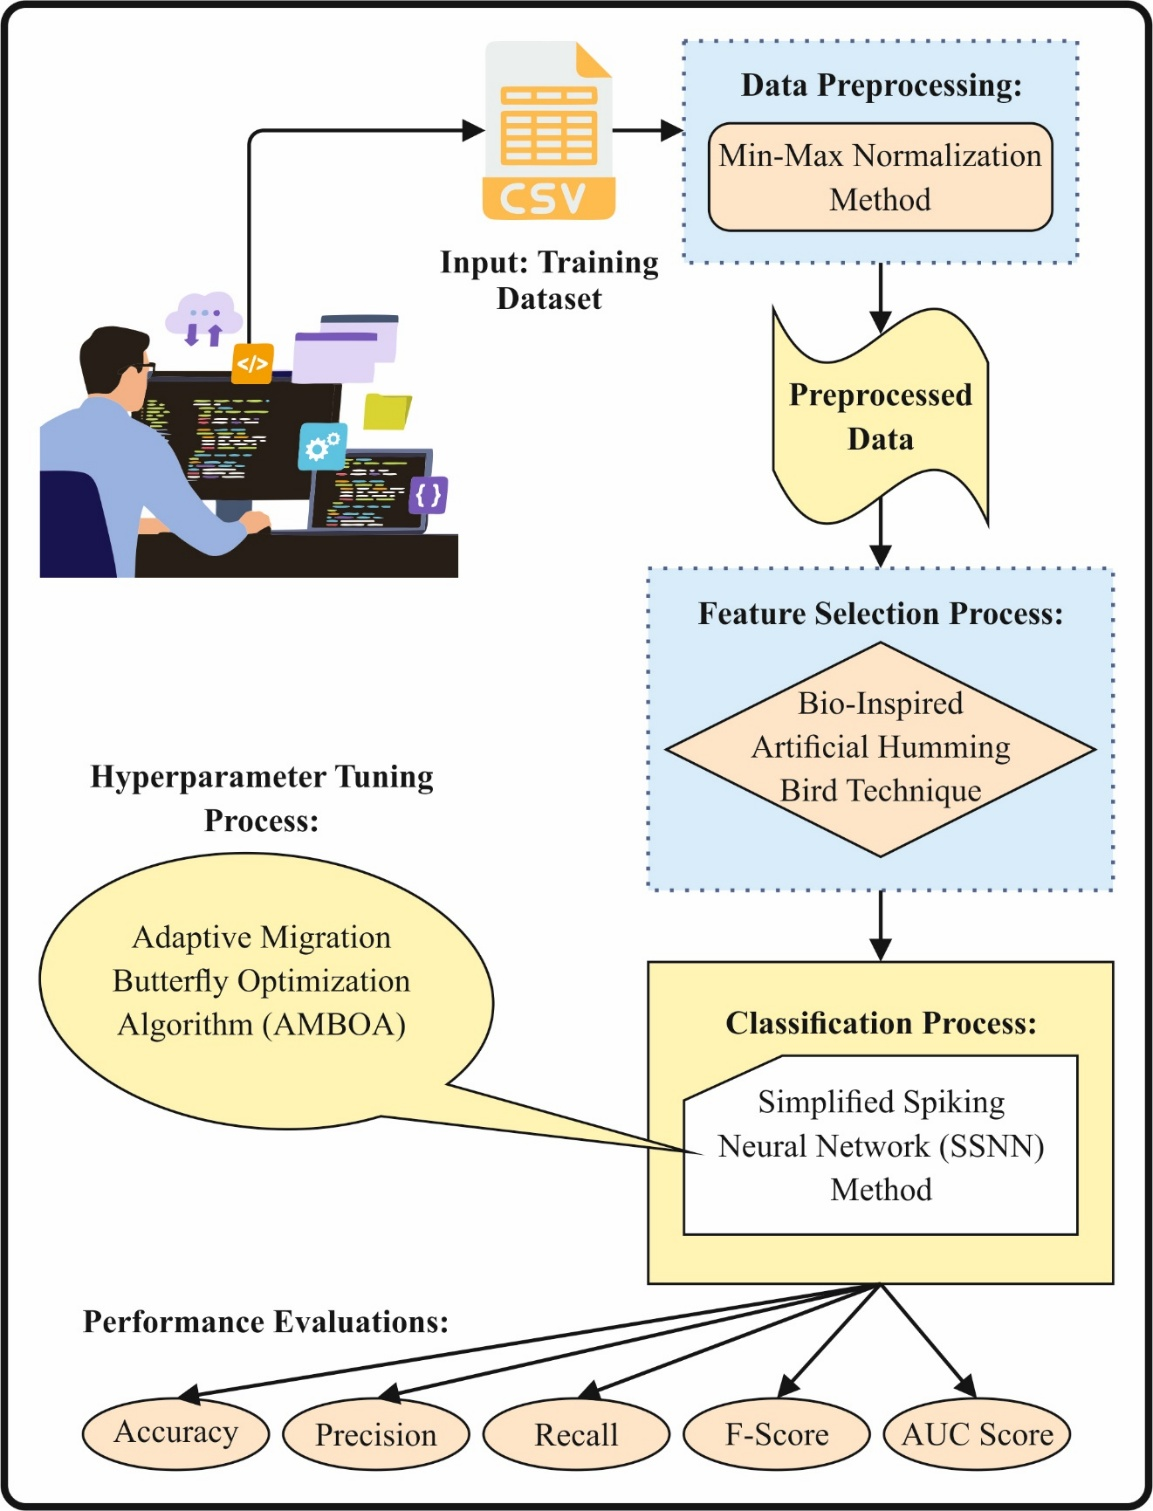 CSV
Input: Training
Dataset
Data Preprocessing:
Min-Max Normalization
Method
</>
{}
Preprocessed
Data
Feature Selection Process:
Bio-Inspired
Artificial Humming
Bird Technique
Hyperparameter Tuning
Process:
Adaptive Migration
Butterfly Optimization
Algorithm (AMBOA)
Classification Process:
Simplified Spiking
Neural Network (SSNN)
Method
Performance Evaluations:
Accuracy
Precision
Recall
F-Score
AUC Score